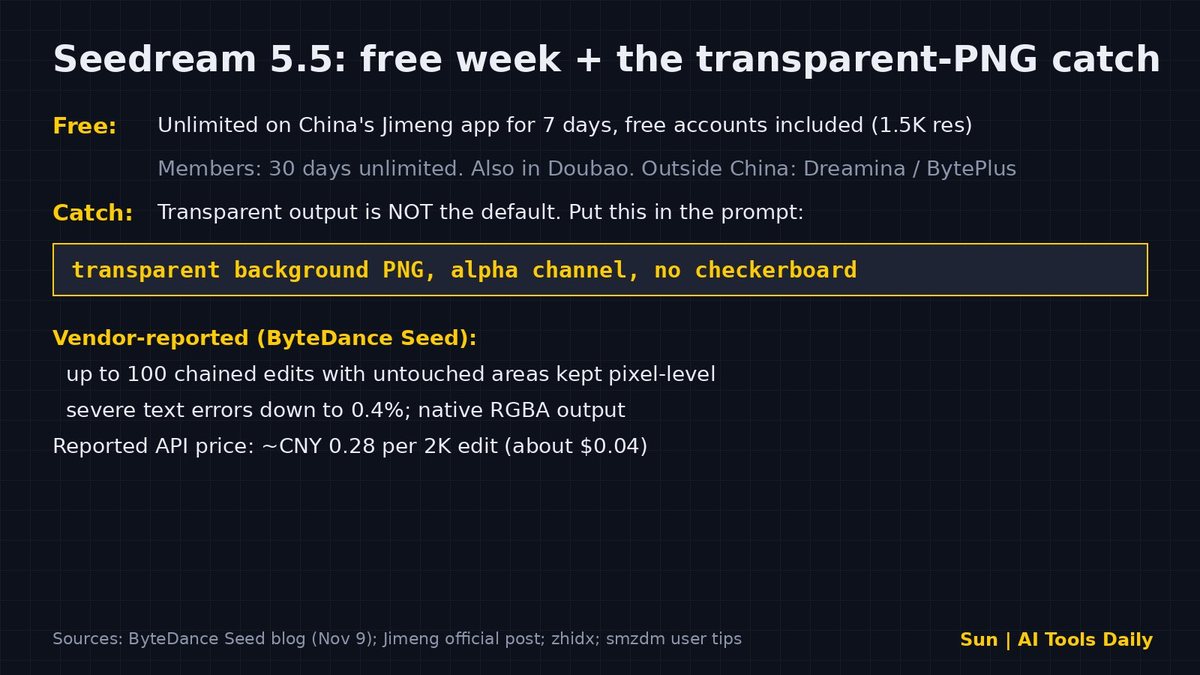 Seedream 5.5: free week + the transparent-PNG catch
Free: Unlimited on China's Jimeng app for 7 days, free accounts included (1.5K res)
Members: 30 days unlimited. Also in Doubao. Outside China: Dreamina / BytePlus
Catch: Transparent output is NOT the default. Put this in the prompt:
transparent background PNG, alpha channel, no checkerboard
Vendor-reported (ByteDance Seed):
up to 100 chained edits with untouched areas kept pixel-level
severe text errors down to 0.4%; native RGBA output
Reported API price: ~CNY 0.28 per 2K edit (about $0.04)
Sources: ByteDance Seed blog (Nov 9); Jimeng official post; zhidx; smzdm user tips
Sun | AI Tools Daily